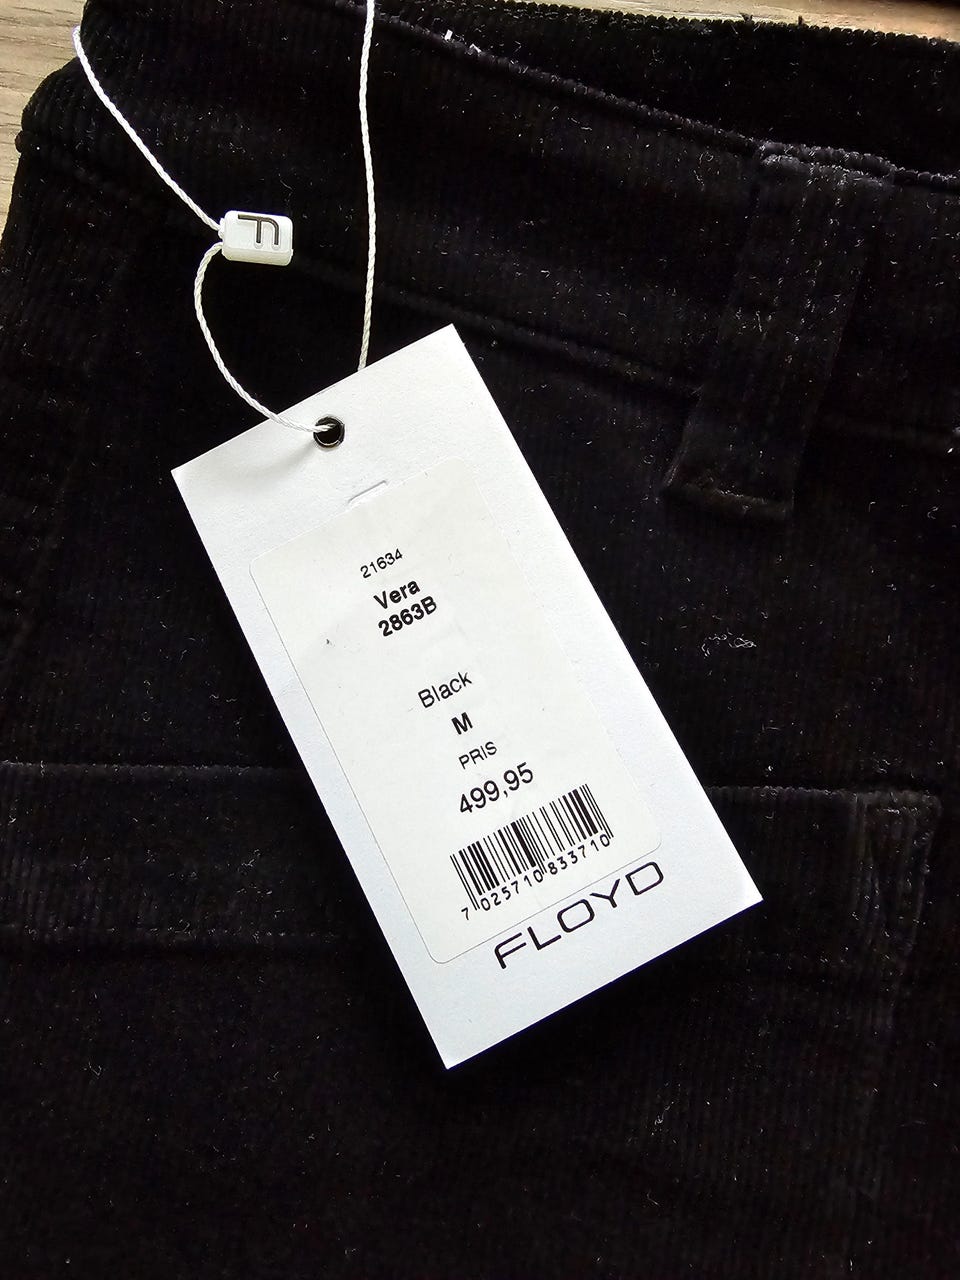 F
21634
Vera
2863B
Black
M
PRIS
499,95
7 025710 833710
FLOYD